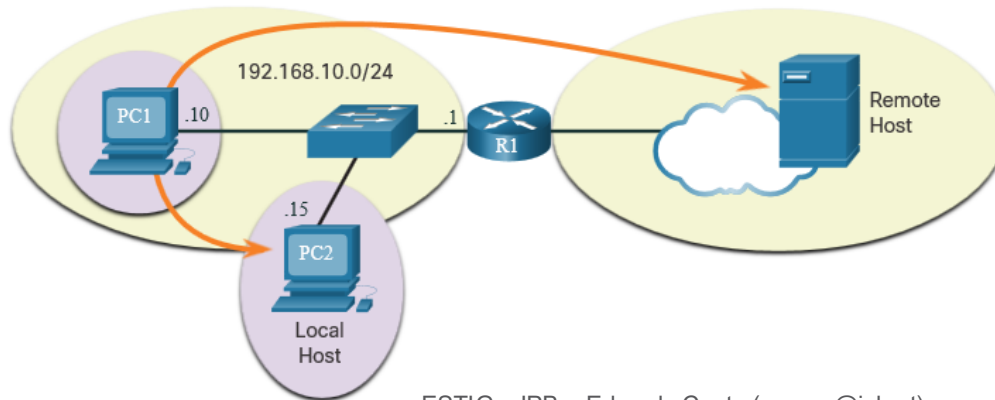 192.168.10.0/24
PC1
.10
.1
R1
Remote
Host
.15
PC2
Local
Host